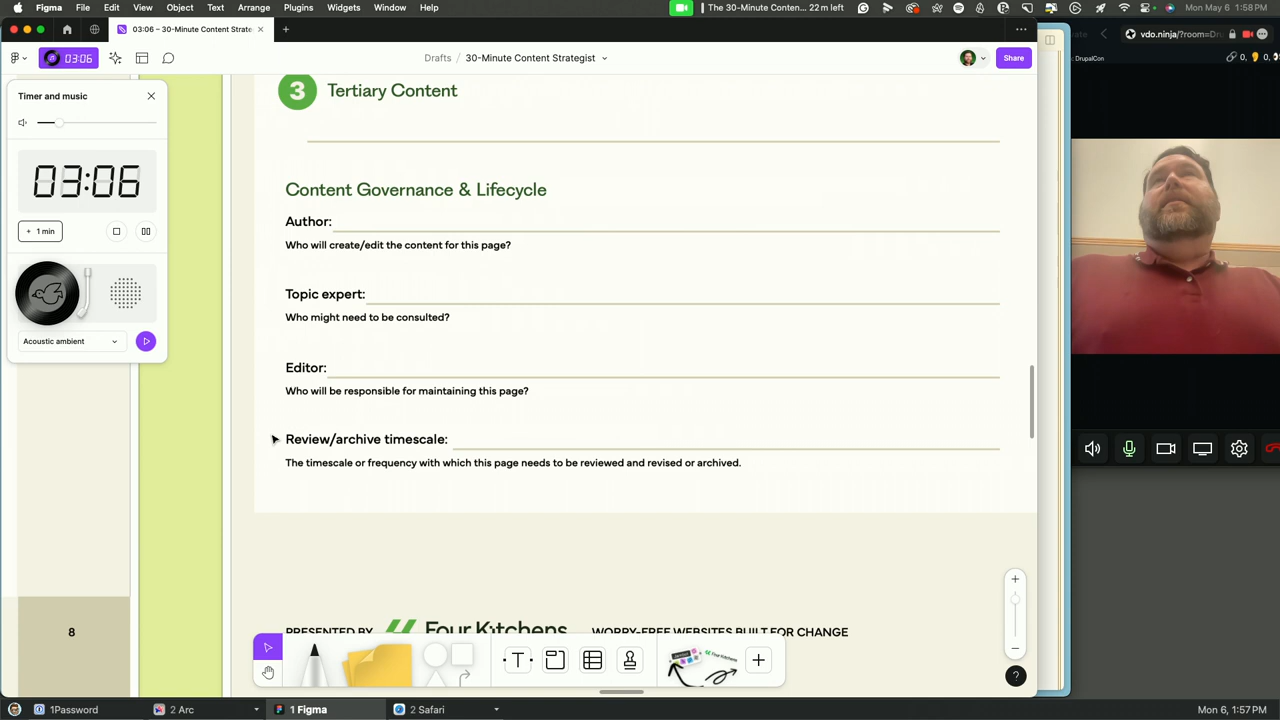 Figma File Edit View Object Text Arrange Plugins Widgets Window Help
The 30-Minute Conten... 22m left
Mon May 6 1:58 PM
03:06 – 30-Minute Content Strate
vdo.ninja/?room=Dr
03:06
Drafts / 30-Minute Content Strategist
Share
DrupalCon
Timer and music
03:06
+ 1 min
Acoustic ambient
3 Tertiary Content
Content Governance & Lifecycle
Author:
Who will create/edit the content for this page?
Topic expert:
Who might need to be consulted?
Editor:
Who will be responsible for maintaining this page?
Review/archive timescale:
The timescale or frequency with which this page needs to be reviewed and revised or archived.
8
PRESENTED BY Four Kitchens WORRY-FREE WEBSITES BUILT FOR CHANGE
T
?
1Password
2 Arc
1 Figma
2 Safari
Mon 6, 1:57 PM